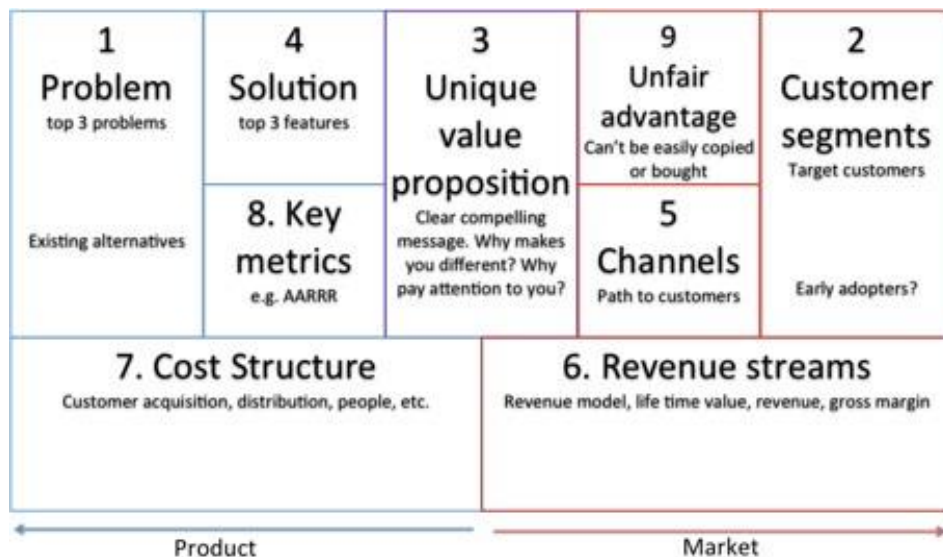 1
Problem
top 3 problems
Existing alternatives
4
Solution
top 3 features
8. Key
metrics
e.g. AARRR
3
Unique
value
proposition
Clear compelling
message. Why makes
you different? Why
pay attention to you?
9
Unfair
advantage
Can't be easily copied
or bought
5
Channels
Path to customers
2
Customer
segments
Target customers
Early adopters?
7. Cost Structure
Customer acquisition, distribution, people, etc.
6. Revenue streams
Revenue model, life time value, revenue, gross margin
Product
Market